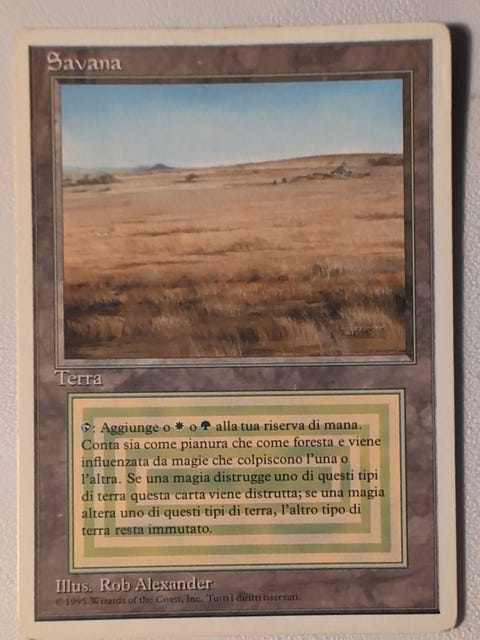 Savana
Terra
: Aggiunge o o alla tua riserva di mana.
Conta sia come pianura che come foresta e viene
influenzata da magie che colpiscono l'una o
l'altra. Se una magia distrugge uno di questi tipi
di terra questa carta viene distrutta; se una magia
altera uno di questi tipi di terra, l'altro tipo di
terra resta immutato.
Illus. Rob Alexander
© 1995 Wizards of the Coast, Inc. Tutti i diritti riservati.